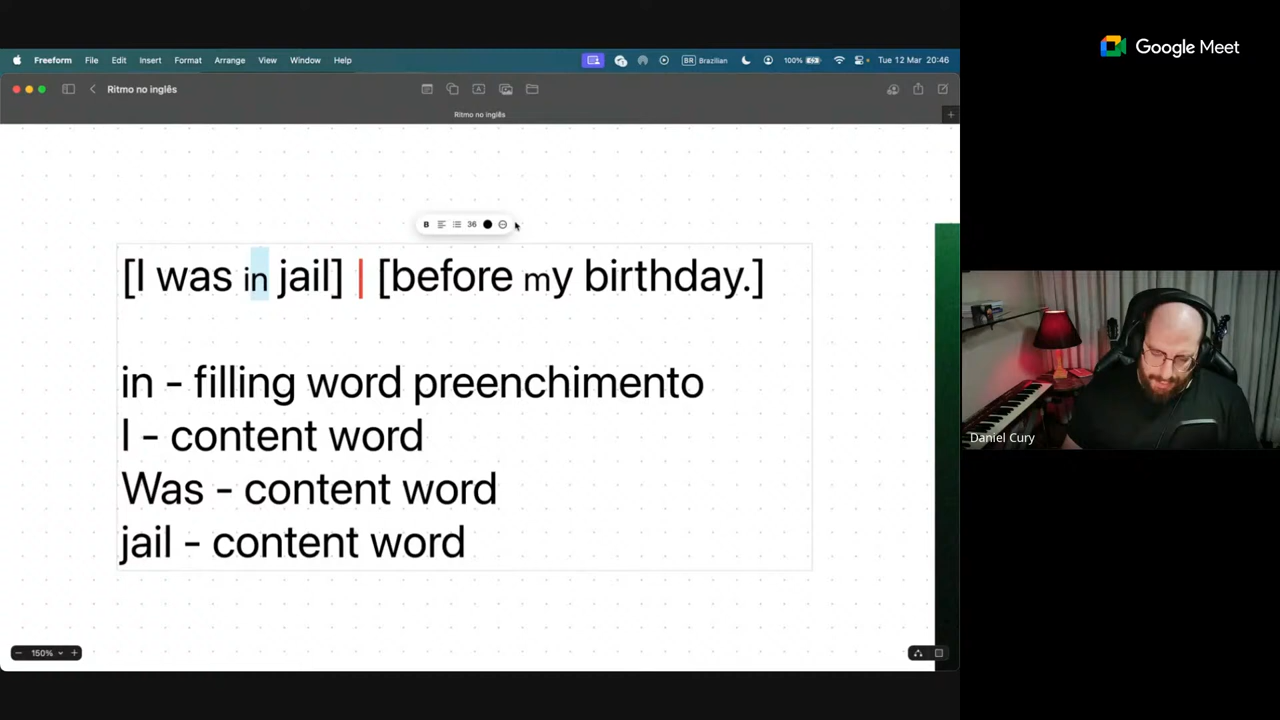 Google Meet
Freeform File Edit Insert Format Arrange View Window Help
BR Brazilian 100% Tue 12 Mar 20:46
Ritmo no inglês
Ritmo no inglês
B 36
[I was in jail] | [before my birthday.]
in - filling word preenchimento
I - content word
Was - content word
jail - content word
Daniel Cury
150%